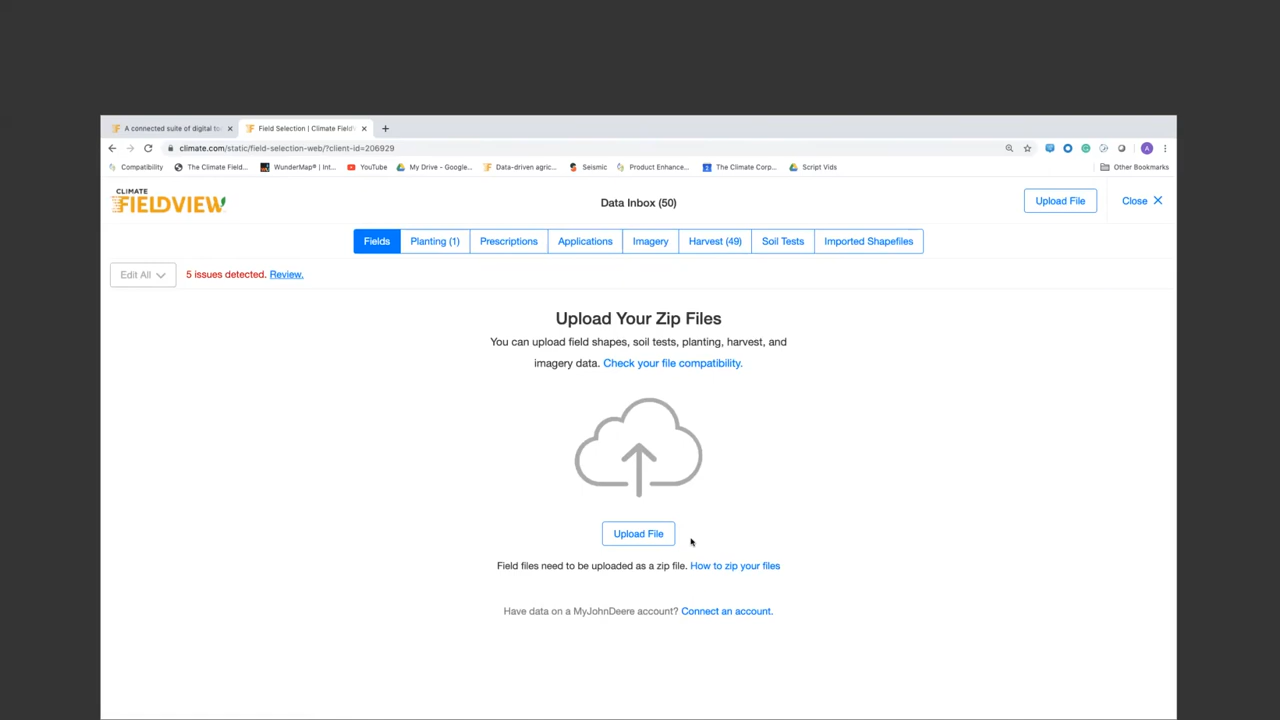 A connected suite of digital to
Field Selection | Climate Field
climate.com/static/field-selection-web/?client-id=206929
Compatibility
The Climate Field...
WunderMap® | Int...
YouTube
My Drive - Google...
Data-driven agric...
Seismic
Product Enhance...
The Climate Corp...
Script Vids
Other Bookmarks
CLIMATE
FIELDVIEW
Data Inbox (50)
Upload File
Close
Fields
Planting (1)
Prescriptions
Applications
Imagery
Harvest (49)
Soil Tests
Imported Shapefiles
Edit All
5 issues detected. Review.
Upload Your Zip Files
You can upload field shapes, soil tests, planting, harvest, and
imagery data. Check your file compatibility.
Upload File
Field files need to be uploaded as a zip file. How to zip your files
Have data on a MyJohnDeere account? Connect an account.